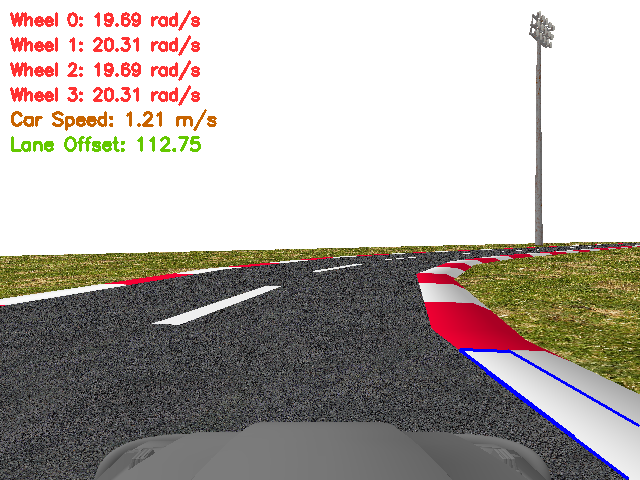 Wheel 0: 19.69 rad/s
Wheel 1: 20.31 rad/s
Wheel 2: 19.69 rad/s
Wheel 3: 20.31 rad/s
Car Speed: 1.21 m/s
Lane Offset: 112.75